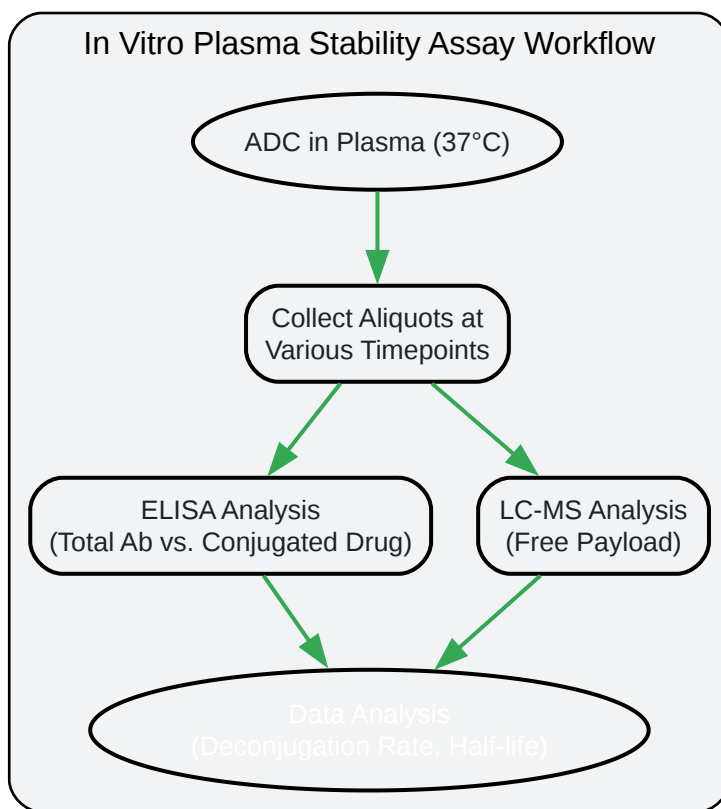 In Vitro Plasma Stability Assay Workflow
ADC in Plasma (37°C)
Collect Aliquots at
Various Timepoints
ELISA Analysis
(Total Ab vs. Conjugated Drug)
LC-MS Analysis
(Free Payload)
Data Analysis
(Deconjugation Rate, Half-life)